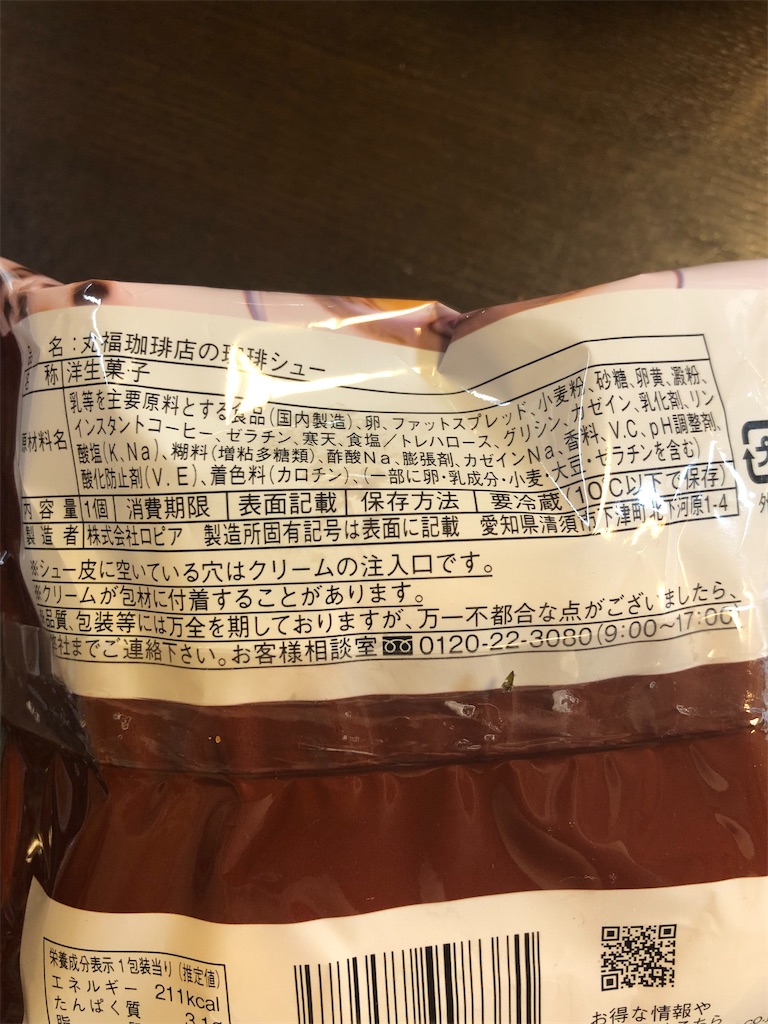 名:丸福珈琲店の珈琲シュー
称 洋生菓子
原材料名
乳等を主要原料とする食品(国内製造)、卵、ファットスプレッド、小麦粉、砂糖、卵黄、澱粉、
インスタントコーヒー、ゼラチン、寒天、食塩/トレハロース、グリシン、カゼイン、乳化剤、リン
酸塩(K、Na)、糊料(増粘多糖類)、酢酸Na、膨張剤、カゼインNa、香料、V.C、pH調整剤、
酸化防止剤(V.E)、着色料(カロチン)、(一部に卵・乳成分・小麦・大豆・ゼラチンを含む)
内容量 1個 消費期限 表面記載 保存方法 要冷蔵(10℃以下で保存)
製造者 株式会社ロピア 製造所固有記号は表面に記載 愛知県清須市下津町北下河原1-4
外
※シュー皮に空いている穴はクリームの注入口です。
※クリームが包材に付着することがあります。
品質、包装等には万全を期しておりますが、万一不都合な点がございましたら、
弊社までご連絡下さい。お客様相談室 0120-22-3080(9:00~17:00)
栄養成分表示 1包装当り(推定値)
エネルギー 211kcal
たんぱく質 3.1g
お得な情報や